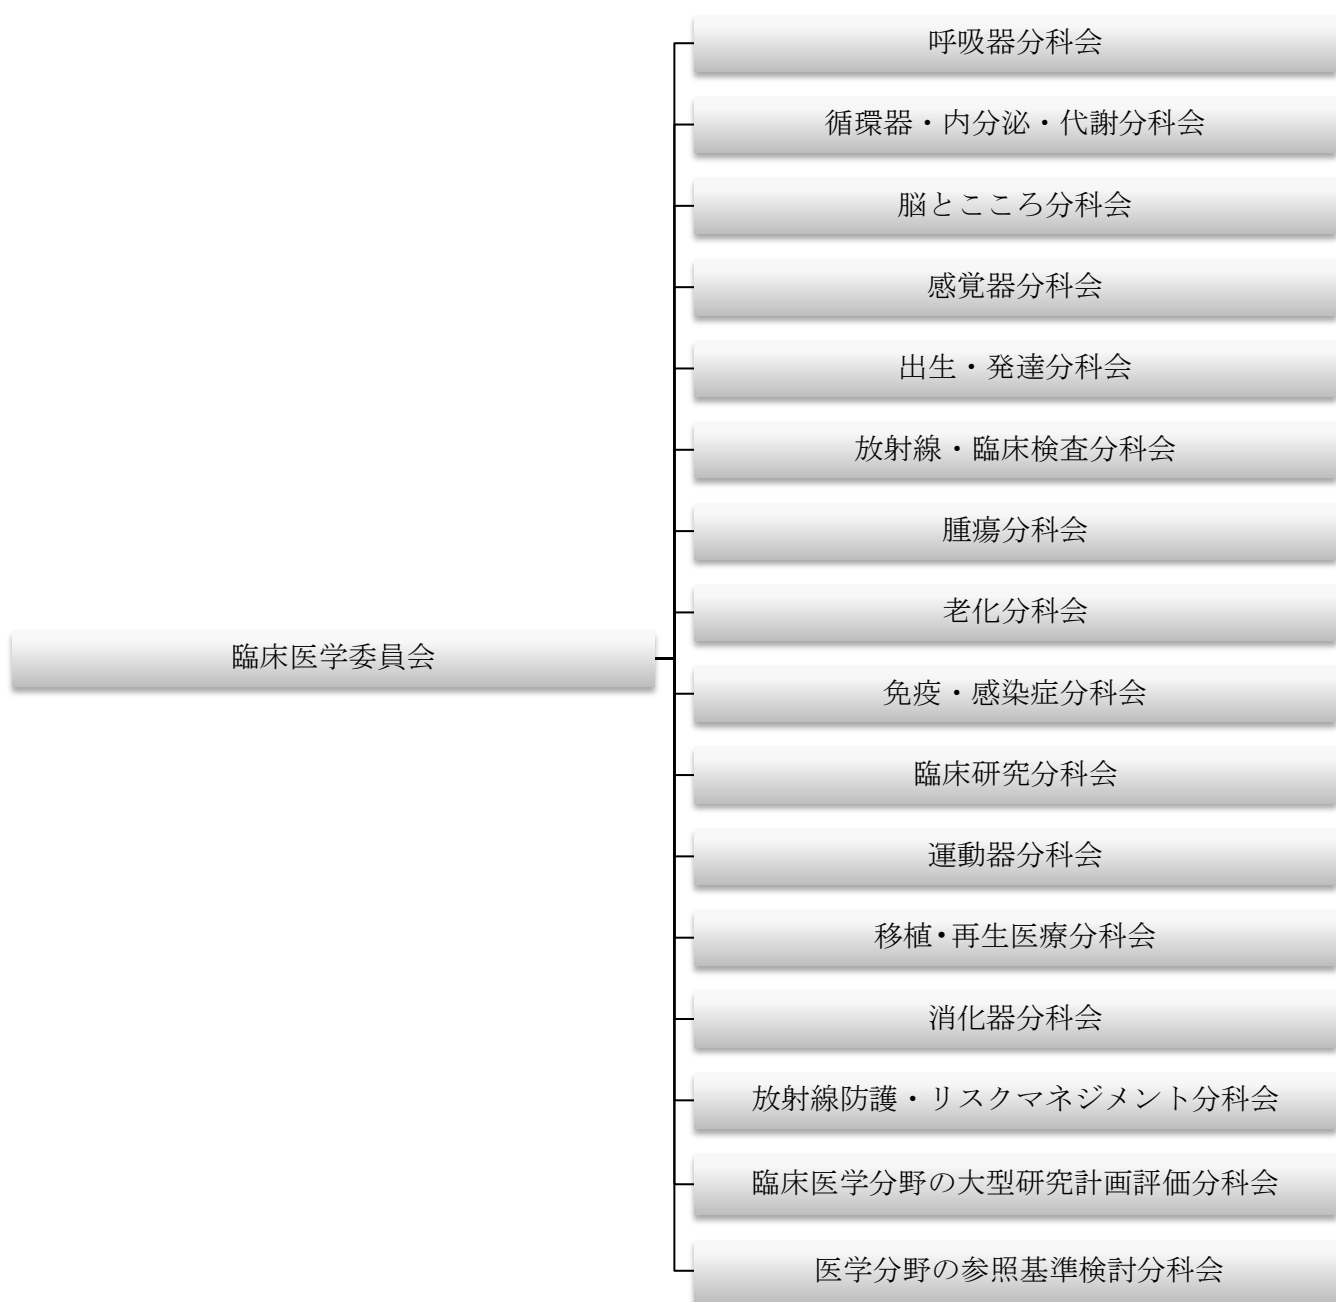 臨床医学委員会
呼吸器分科会
循環器・内分泌・代謝分科会
脳とこころ分科会
感覚器分科会
出生・発達分科会
放射線・臨床検査分科会
腫瘍分科会
老化分科会
免疫・感染症分科会
臨床研究分科会
運動器分科会
移植・再生医療分科会
消化器分科会
放射線防護・リスクマネジメント分科会
臨床医学分野の大型研究計画評価分科会
医学分野の参照基準検討分科会